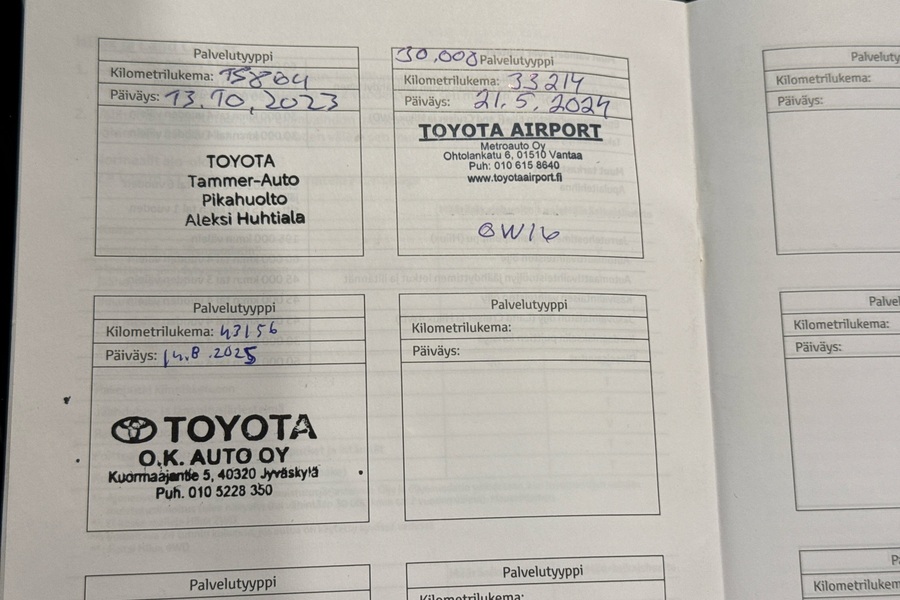 Palvelutyyppi
Kilometrilukema: 15804
Päiväys: 13.10.2023
TOYOTA
Tammer-Auto
Pikahuolto
Aleksi Huhtiala
30,000 Palvelutyyppi
Kilometrilukema: 33214
Päiväys: 21.5.2024
TOYOTA AIRPORT
Metroauto Oy
Ohtolankatu 6, 01510 Vantaa
Puh: 010 615 8640
www.toyotaairport.fi
Palvelutyyppi
Kilometrilukema: 43156
Päiväys: 14.8.2025
TOYOTA
O.K. AUTO OY
Kuormaajantie 5, 40320 Jyväskylä
Puh. 010 5228 350
Palvelutyyppi
Kilometrilukema:
Päiväys:
Palvelutyyppi
Palvelutyyppi
Kilometrilukema:
Palvelutyy
Kilometrilukema:
Päiväys:
Palvel
Kilometrilukema:
Päiväys:
Kilometrilukema: